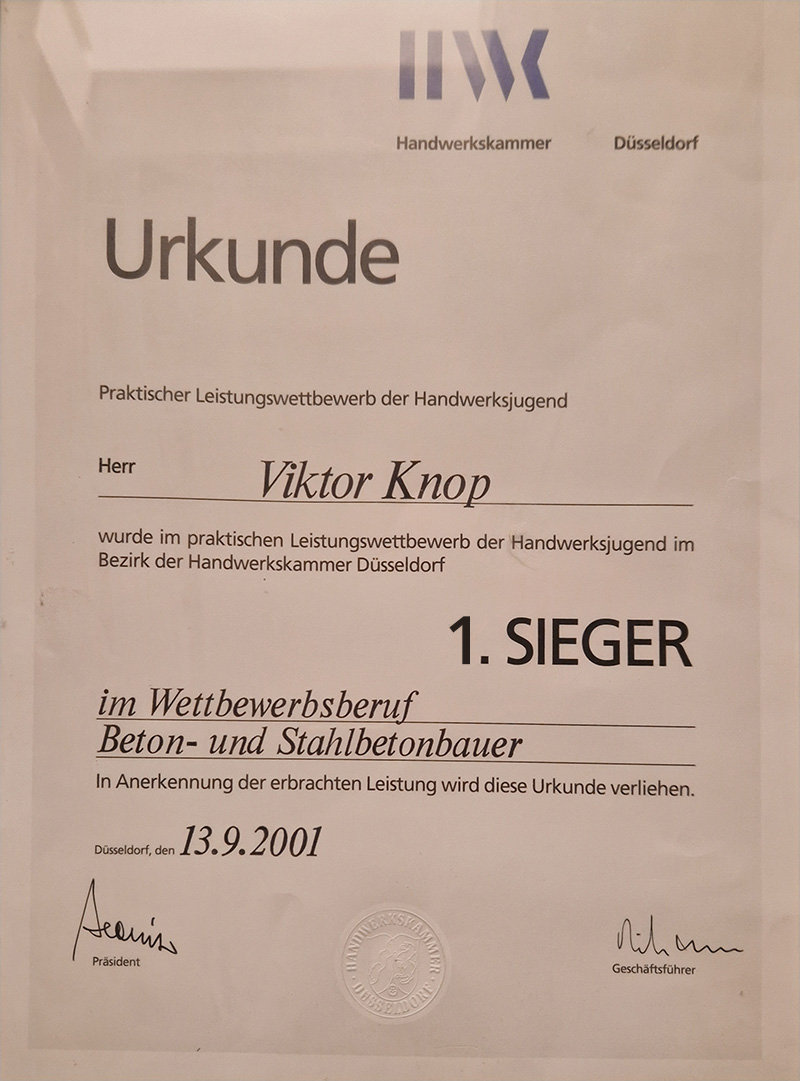 HWK
Handwerkskammer Düsseldorf
Urkunde
Praktischer Leistungswettbewerb der Handwerksjugend
Herr Viktor Knop
wurde im praktischen Leistungswettbewerb der Handwerksjugend im
Bezirk der Handwerkskammer Düsseldorf
1. SIEGER
im Wettbewerbsberuf
Beton- und Stahlbetonbauer
In Anerkennung der erbrachten Leistung wird diese Urkunde verliehen.
Düsseldorf, den 13.9.2001
Präsident
Geschäftsführer
HANDWERKSKAMMER DÜSSELDORF